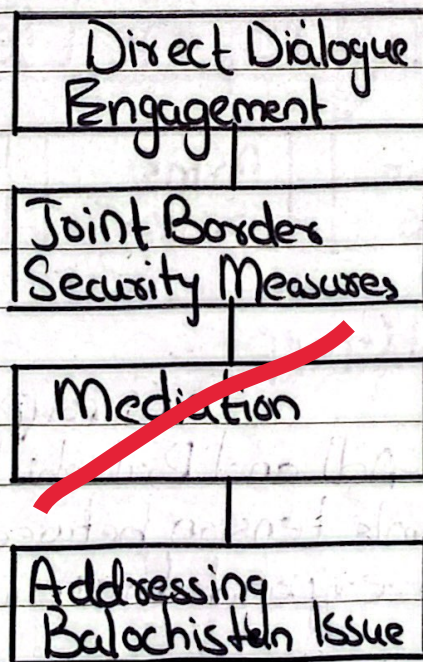 Direct Dialogue
Engagement
Joint Border
Security Measures
Mediation
Addressing
Balochistan Issue